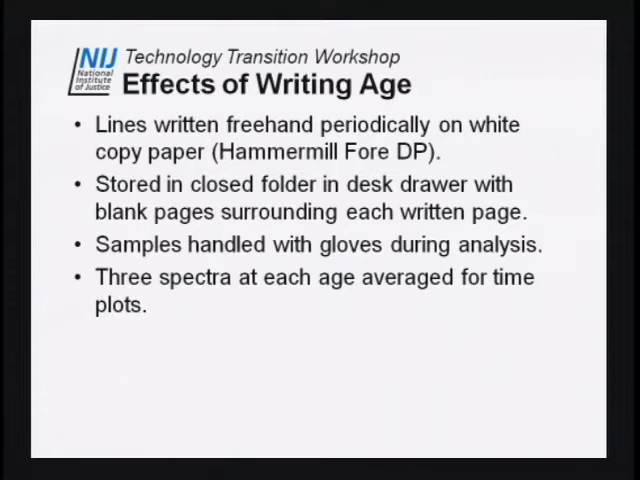 NIJ
National
Institute
of Justice
Technology Transition Workshop
Effects of Writing Age
• Lines written freehand periodically on white
copy paper (Hammermill Fore DP).
• Stored in closed folder in desk drawer with
blank pages surrounding each written page.
• Samples handled with gloves during analysis.
• Three spectra at each age averaged for time
plots.